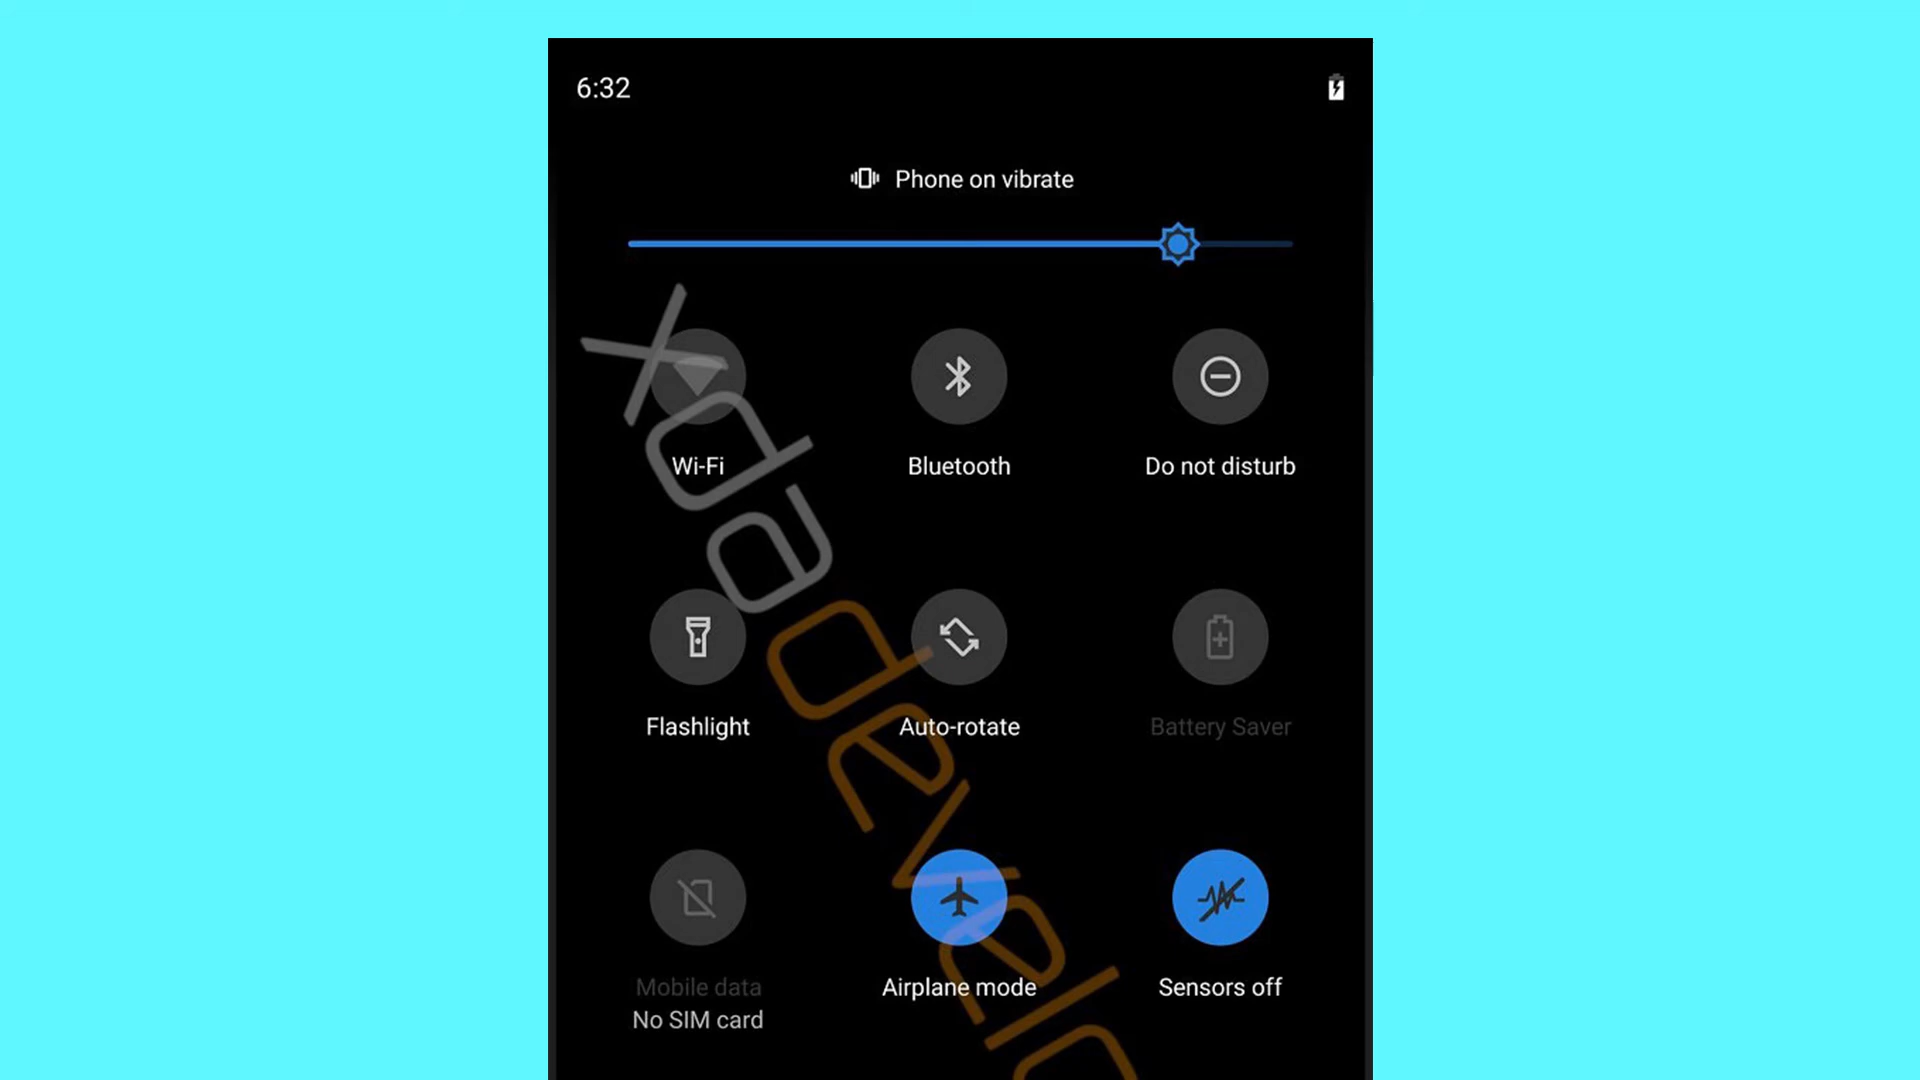 6:32
Phone on vibrate
Wi-Fi
Bluetooth
Do not disturb
Flashlight
Auto-rotate
Battery Saver
Mobile data
No SIM card
Airplane mode
Sensors off
xdadevelo